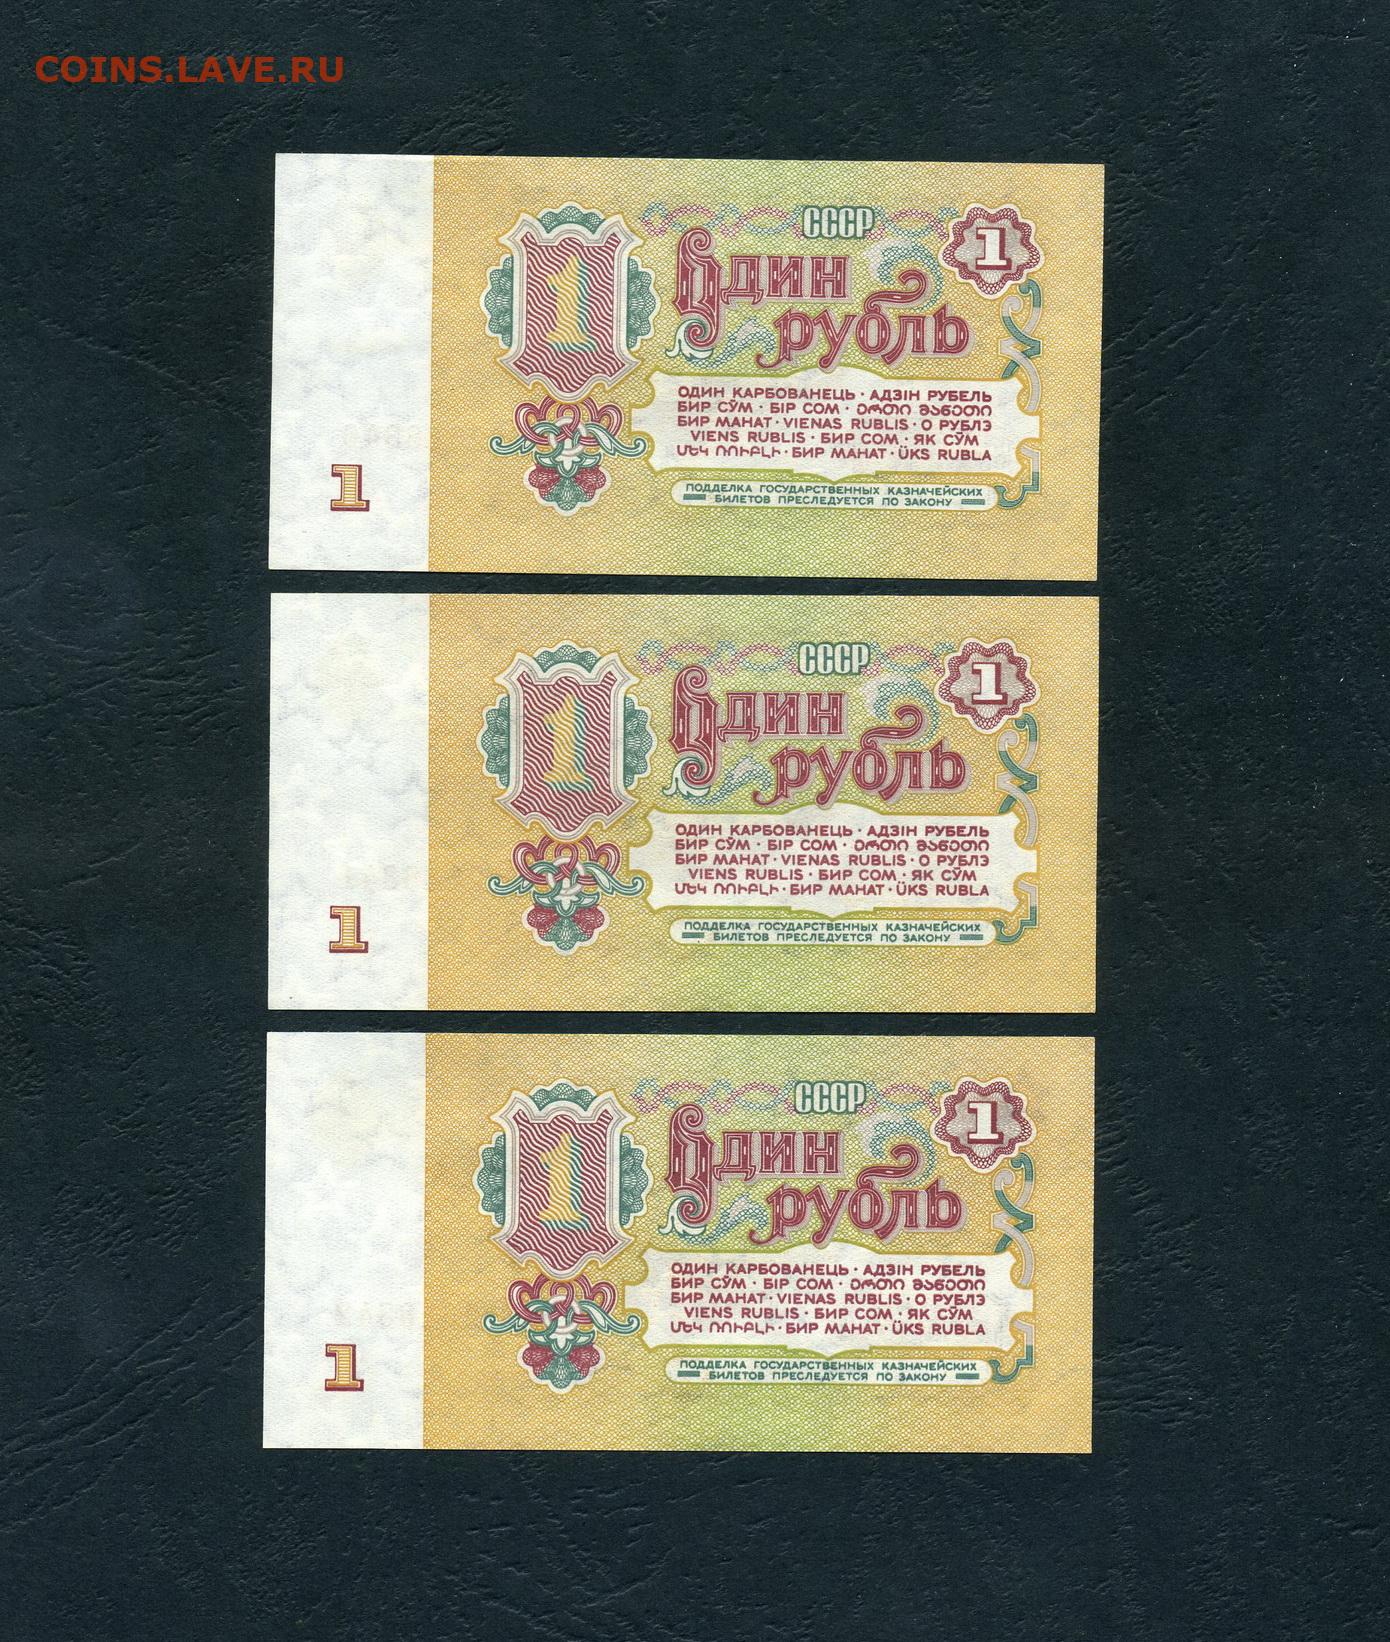 COINS.LAVE.RU
СССР
1
1
Один
рубль
ОДИН КАРБОВАНЕЦЬ · АДЗІН РУБЕЛЬ
БИР СЎМ · БІР СОМ · ᲔᲠᲗᲘ ᲛᲐᲜᲔᲗᲘ
БИР МАНАТ · VIENAS RUBLIS · О РУБЛЭ
VIENS RUBLIS · БИР СОМ · ЯК СӮМ
ՄԵԿ ՌՈՒԲԼԻ · БИР МАНАТ · ÜKS RUBLA
1
ПОДДЕЛКА ГОСУДАРСТВЕННЫХ КАЗНАЧЕЙСКИХ
БИЛЕТОВ ПРЕСЛЕДУЕТСЯ ПО ЗАКОНУ
СССР
1
1
Один
рубль
ОДИН КАРБОВАНЕЦЬ · АДЗІН РУБЕЛЬ
БИР СЎМ · БІР СОМ · ᲔᲠᲗᲘ ᲛᲐᲜᲔᲗᲘ
БИР МАНАТ · VIENAS RUBLIS · О РУБЛЭ
VIENS RUBLIS · БИР СОМ · ЯК СӮМ
ՄԵԿ ՌՈՒԲԼԻ · БИР МАНАТ · ÜKS RUBLA
1
ПОДДЕЛКА ГОСУДАРСТВЕННЫХ КАЗНАЧЕЙСКИХ
БИЛЕТОВ ПРЕСЛЕДУЕТСЯ ПО ЗАКОНУ
СССР
1
1
Один
рубль
ОДИН КАРБОВАНЕЦЬ · АДЗІН РУБЕЛЬ
БИР СЎМ · БІР СОМ · ᲔᲠᲗᲘ ᲛᲐᲜᲔᲗᲘ
БИР МАНАТ · VIENAS RUBLIS · О РУБЛЭ
VIENS RUBLIS · БИР СОМ · ЯК СӮМ
ՄԵԿ ՌՈՒԲԼԻ · БИР МАНАТ · ÜKS RUBLA
1
ПОДДЕЛКА ГОСУДАРСТВЕННЫХ КАЗНАЧЕЙСКИХ
БИЛЕТОВ ПРЕСЛЕДУЕТСЯ ПО ЗАКОНУ